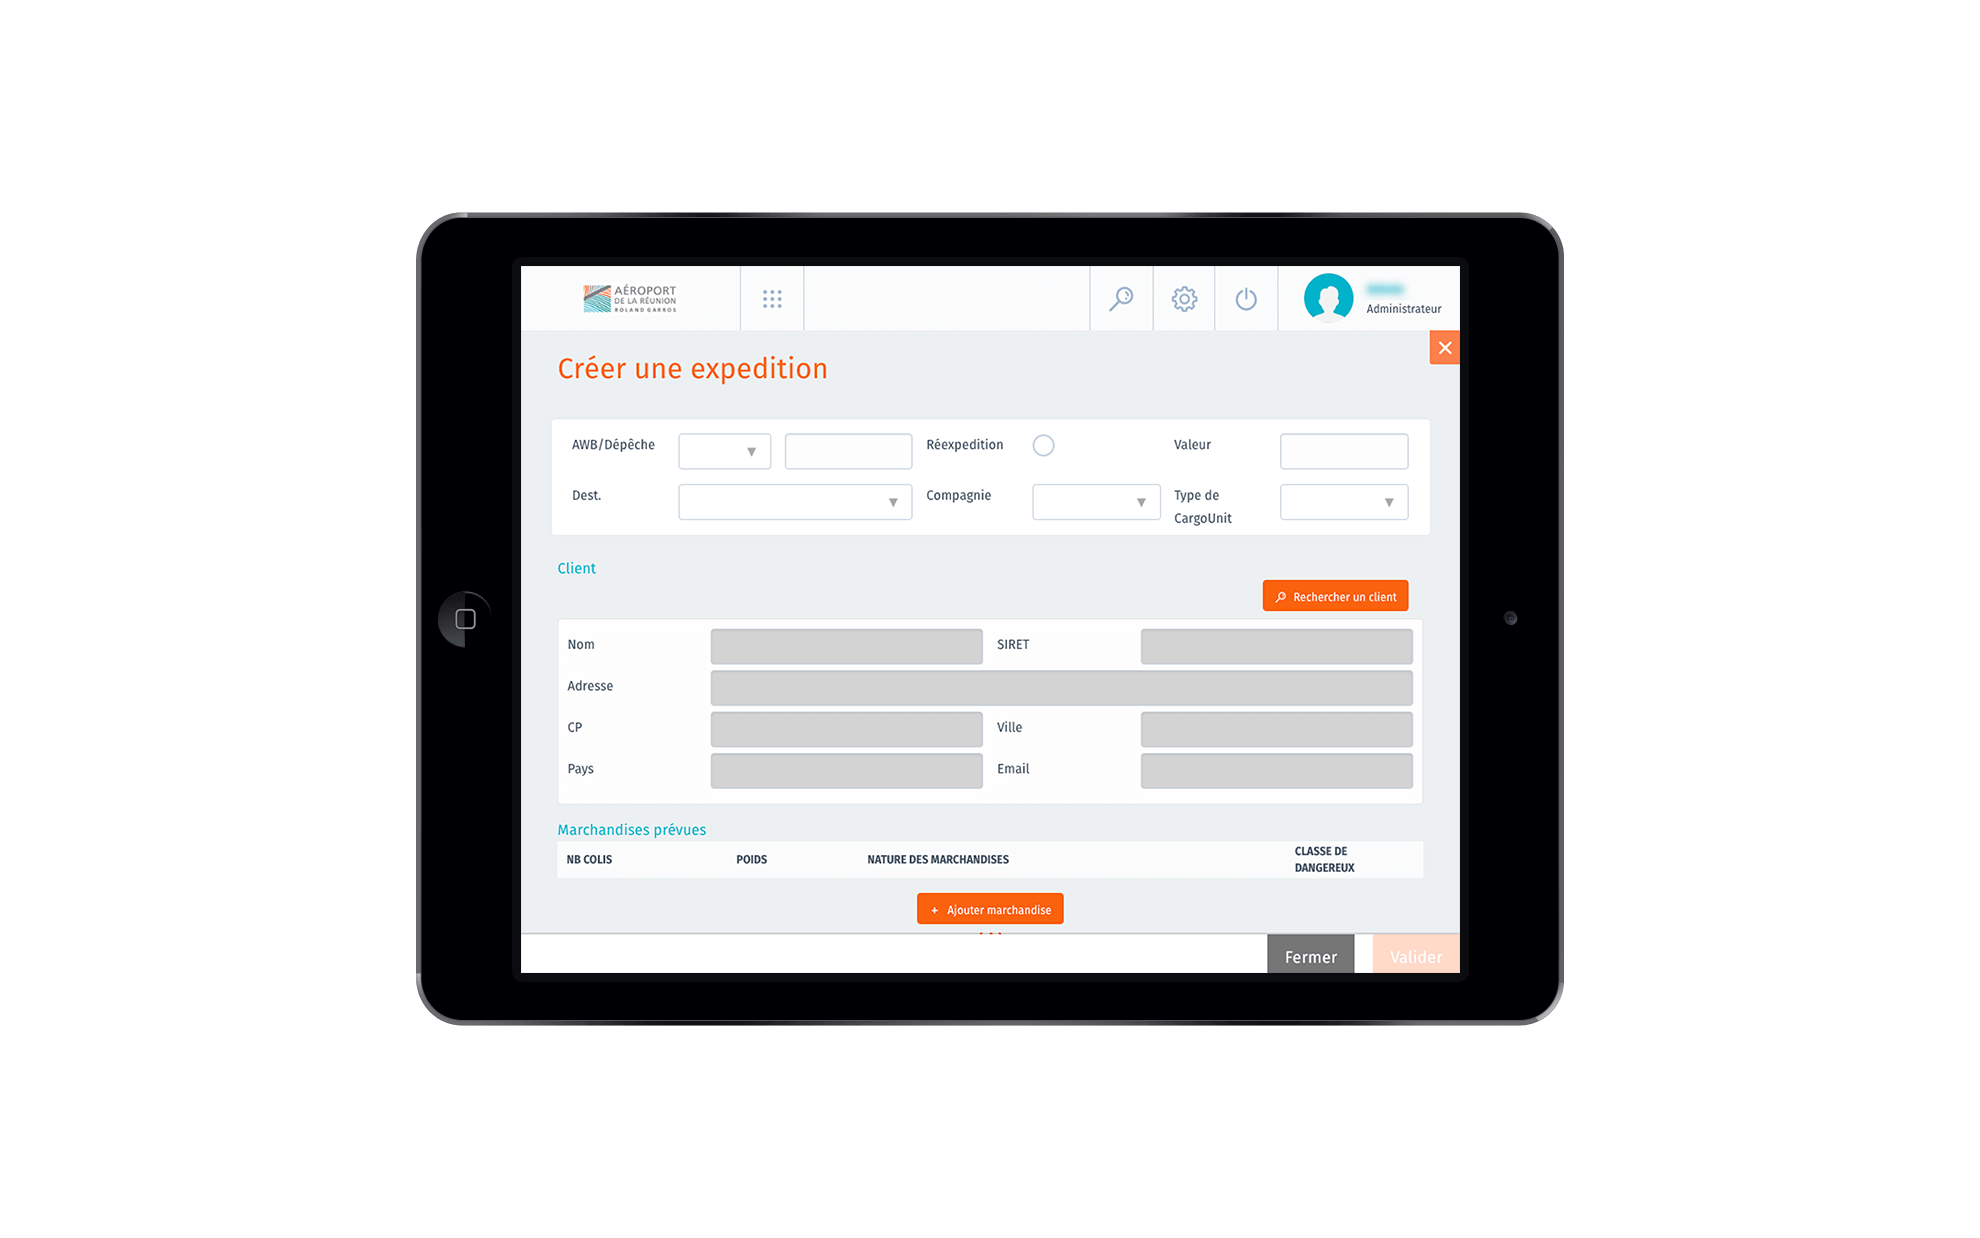 AÉROPORT
DE LA RÉUNION
ROLAND GARROS
Administrateur
Créer une expedition
AWB/Dépêche
Réexpedition
Valeur
Dest.
Compagnie
Type de
CargoUnit
Client
Rechercher un client
Nom
SIRET
Adresse
CP
Ville
Pays
Email
Marchandises prévues
NB COLIS
POIDS
NATURE DES MARCHANDISES
CLASSE DE
DANGEREUX
+ Ajouter marchandise
Fermer
Valider